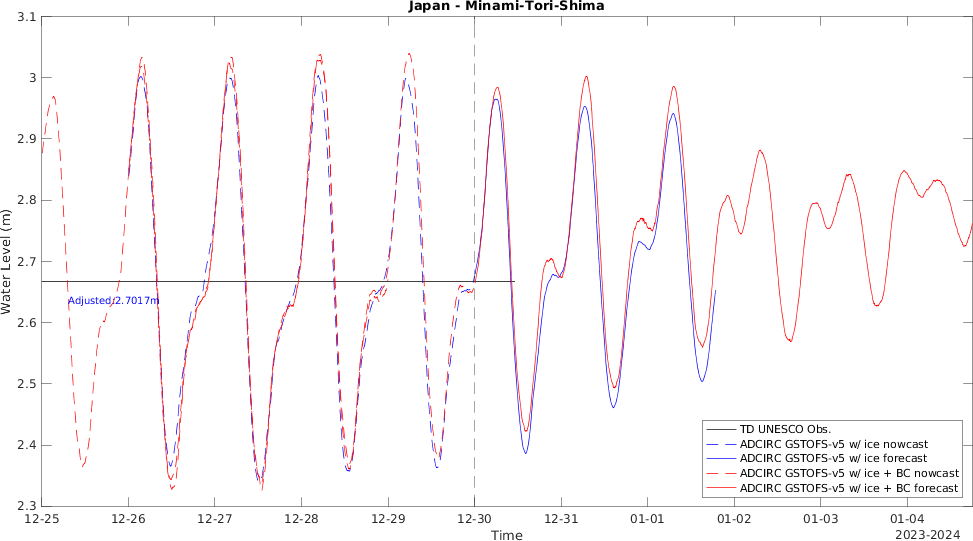 Japan - Minami-Tori-Shima
3.1
3
2.9
2.8
2.7
2.6
2.5
2.4
2.3
Water Level (m)
Adjusted:2.7017m
TD UNESCO Obs.
ADCIRC GSTOFS-v5 w/ ice nowcast
ADCIRC GSTOFS-v5 w/ ice forecast
ADCIRC GSTOFS-v5 w/ ice + BC nowcast
ADCIRC GSTOFS-v5 w/ ice + BC forecast
12-25 12-26 12-27 12-28 12-29 12-30 12-31 01-01 01-02 01-03 01-04
Time
2023-2024